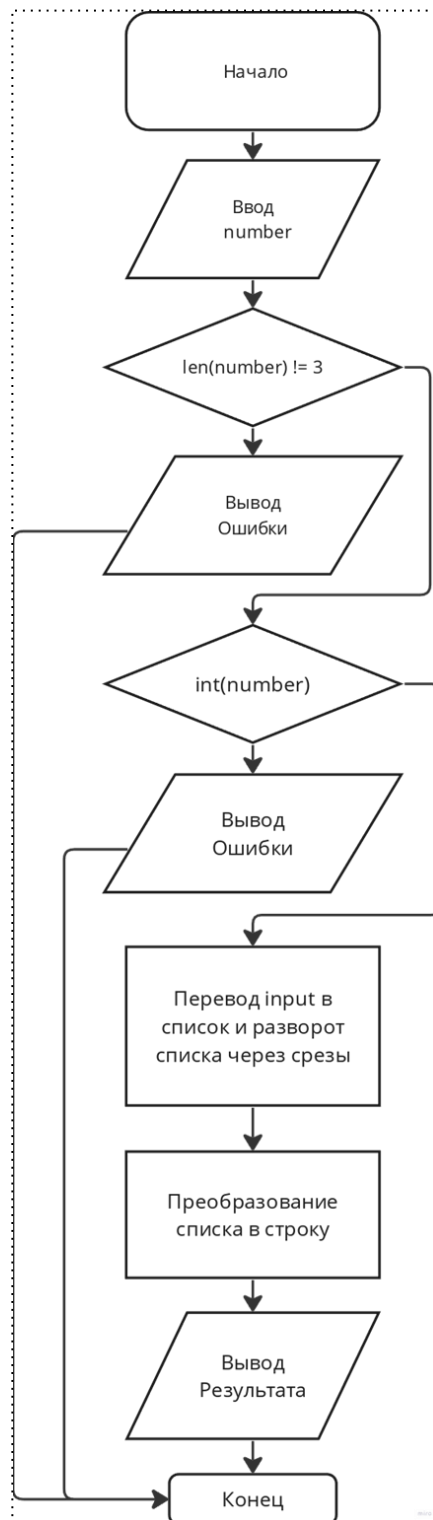 Начало
Ввод
number
len(number) != 3
Вывод
Ошибки
int(number)
Вывод
Ошибки
Перевод input в
список и разворот
списка через срезы
Преобразование
списка в строку
Вывод
Результата
Конец